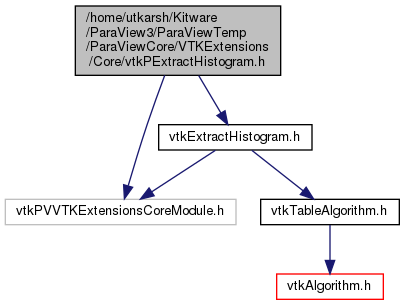 /home/utkarsh/Kitware
/ParaView3/ParaViewTemp
/ParaViewCore/VTKExtensions
/Core/vtkPExtractHistogram.h
vtkExtractHistogram.h
vtkPVVTKExtensionsCoreModule.h
vtkTableAlgorithm.h
vtkAlgorithm.h